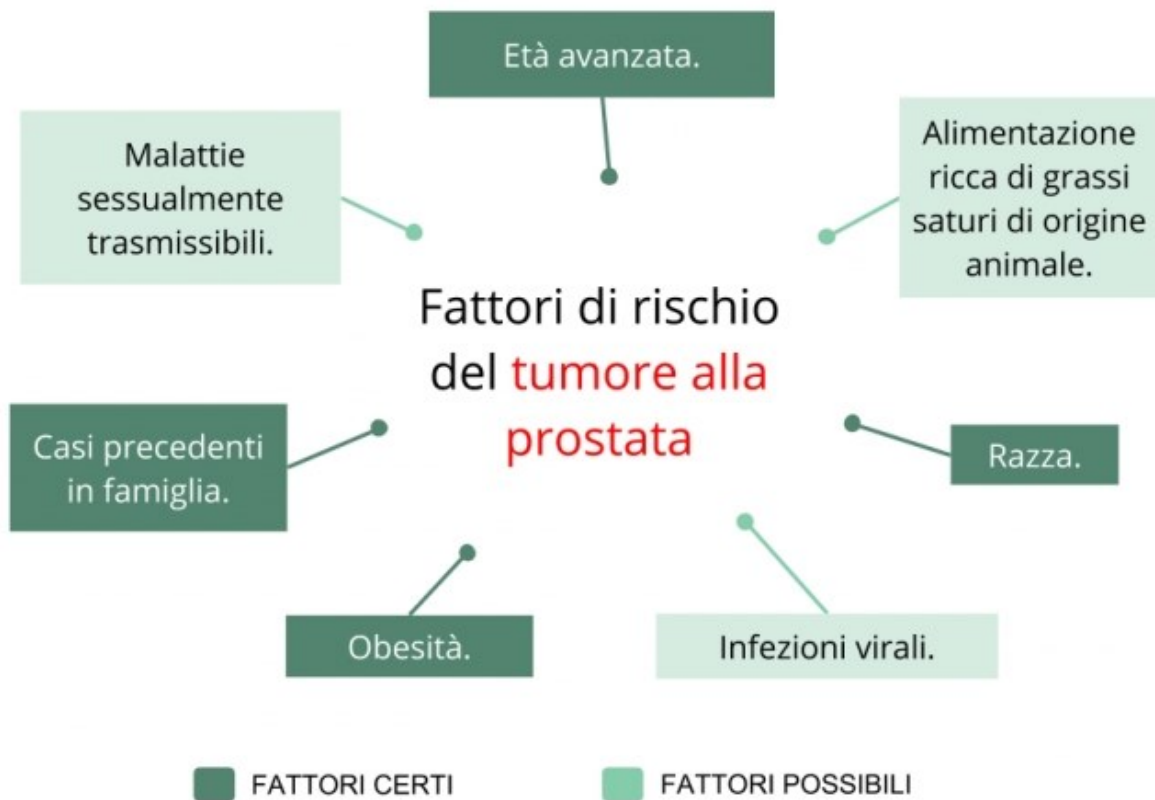 Età avanzata.
Malattie
sessualmente
trasmissibili.
Alimentazione
ricca di grassi
saturi di origine
animale.
Fattori di rischio
del tumore alla
prostata
Casi precedenti
in famiglia.
Razza.
Obesità.
Infezioni virali.
FATTORI CERTI
FATTORI POSSIBILI